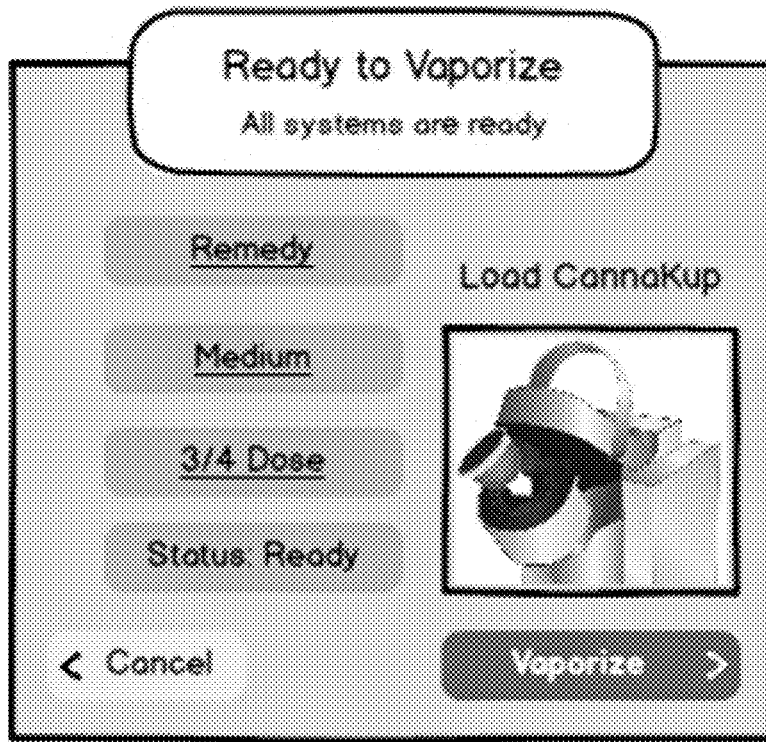 Ready to Vaporize
All systems are ready
Remedy
Load CannaKup
Medium
3/4 Dose
Status: Ready
< Cancel
Vaporize >